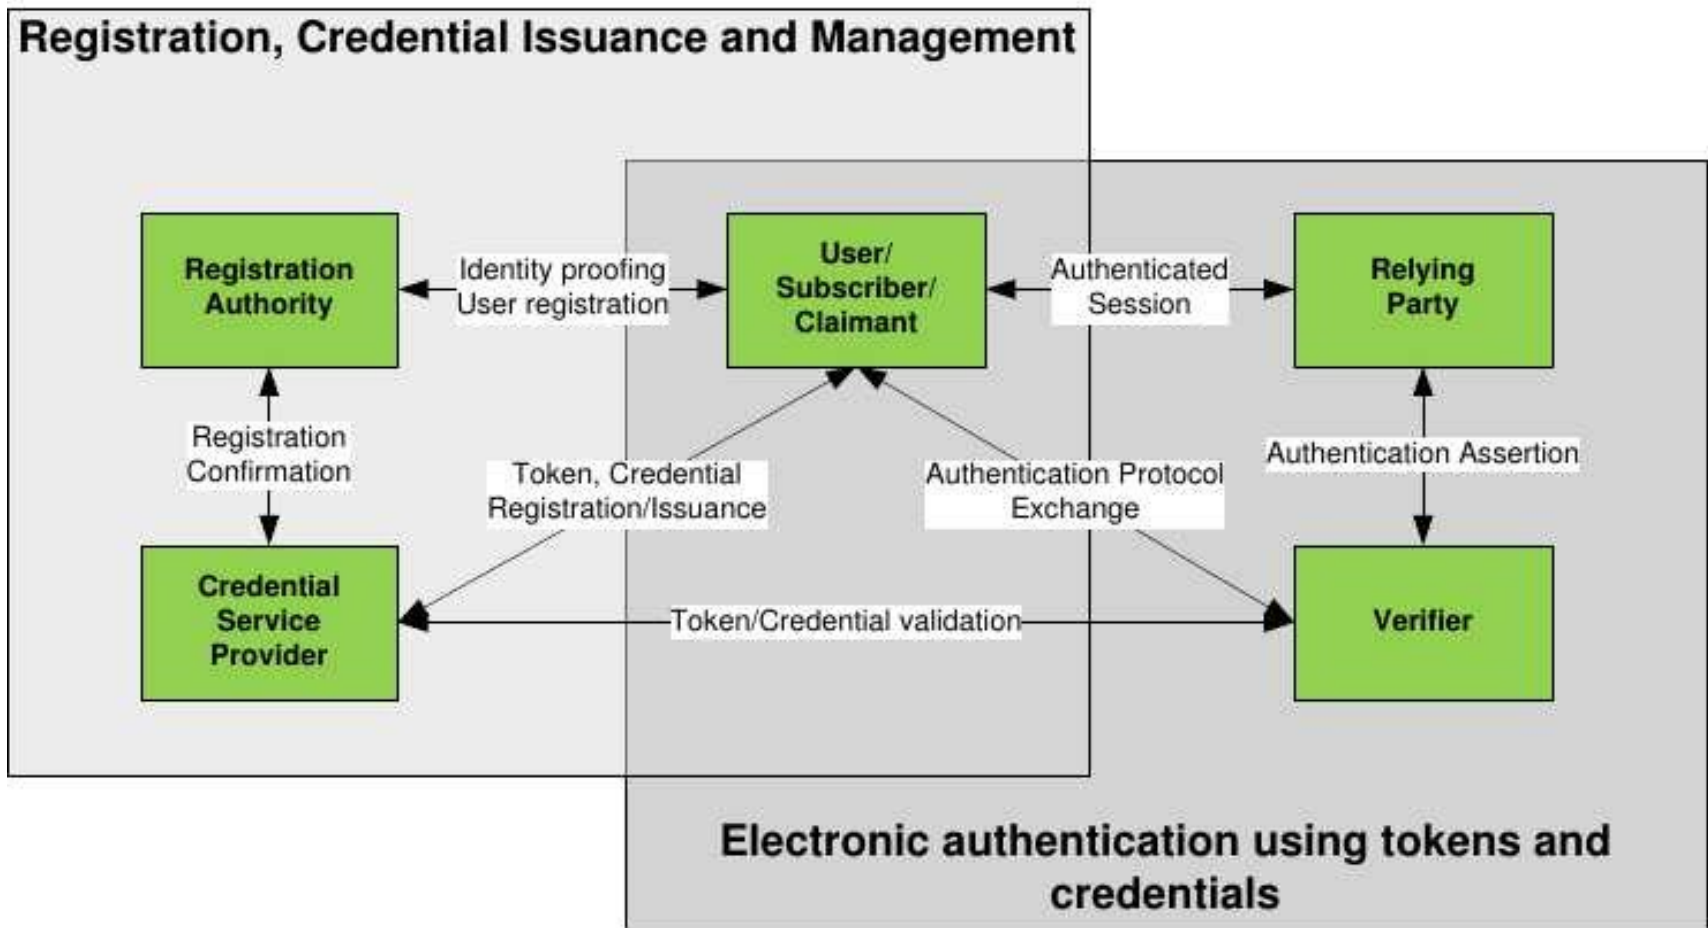 Registration, Credential Issuance and Management
Registration
Authority
Identity proofing
User registration
User/
Subscriber/
Claimant
Authenticated
Session
Relying
Party
Registration
Confirmation
Token, Credential
Registration/Issuance
Authentication Protocol
Exchange
Authentication Assertion
Credential
Service
Provider
Token/Credential validation
Verifier
Electronic authentication using tokens and
credentials